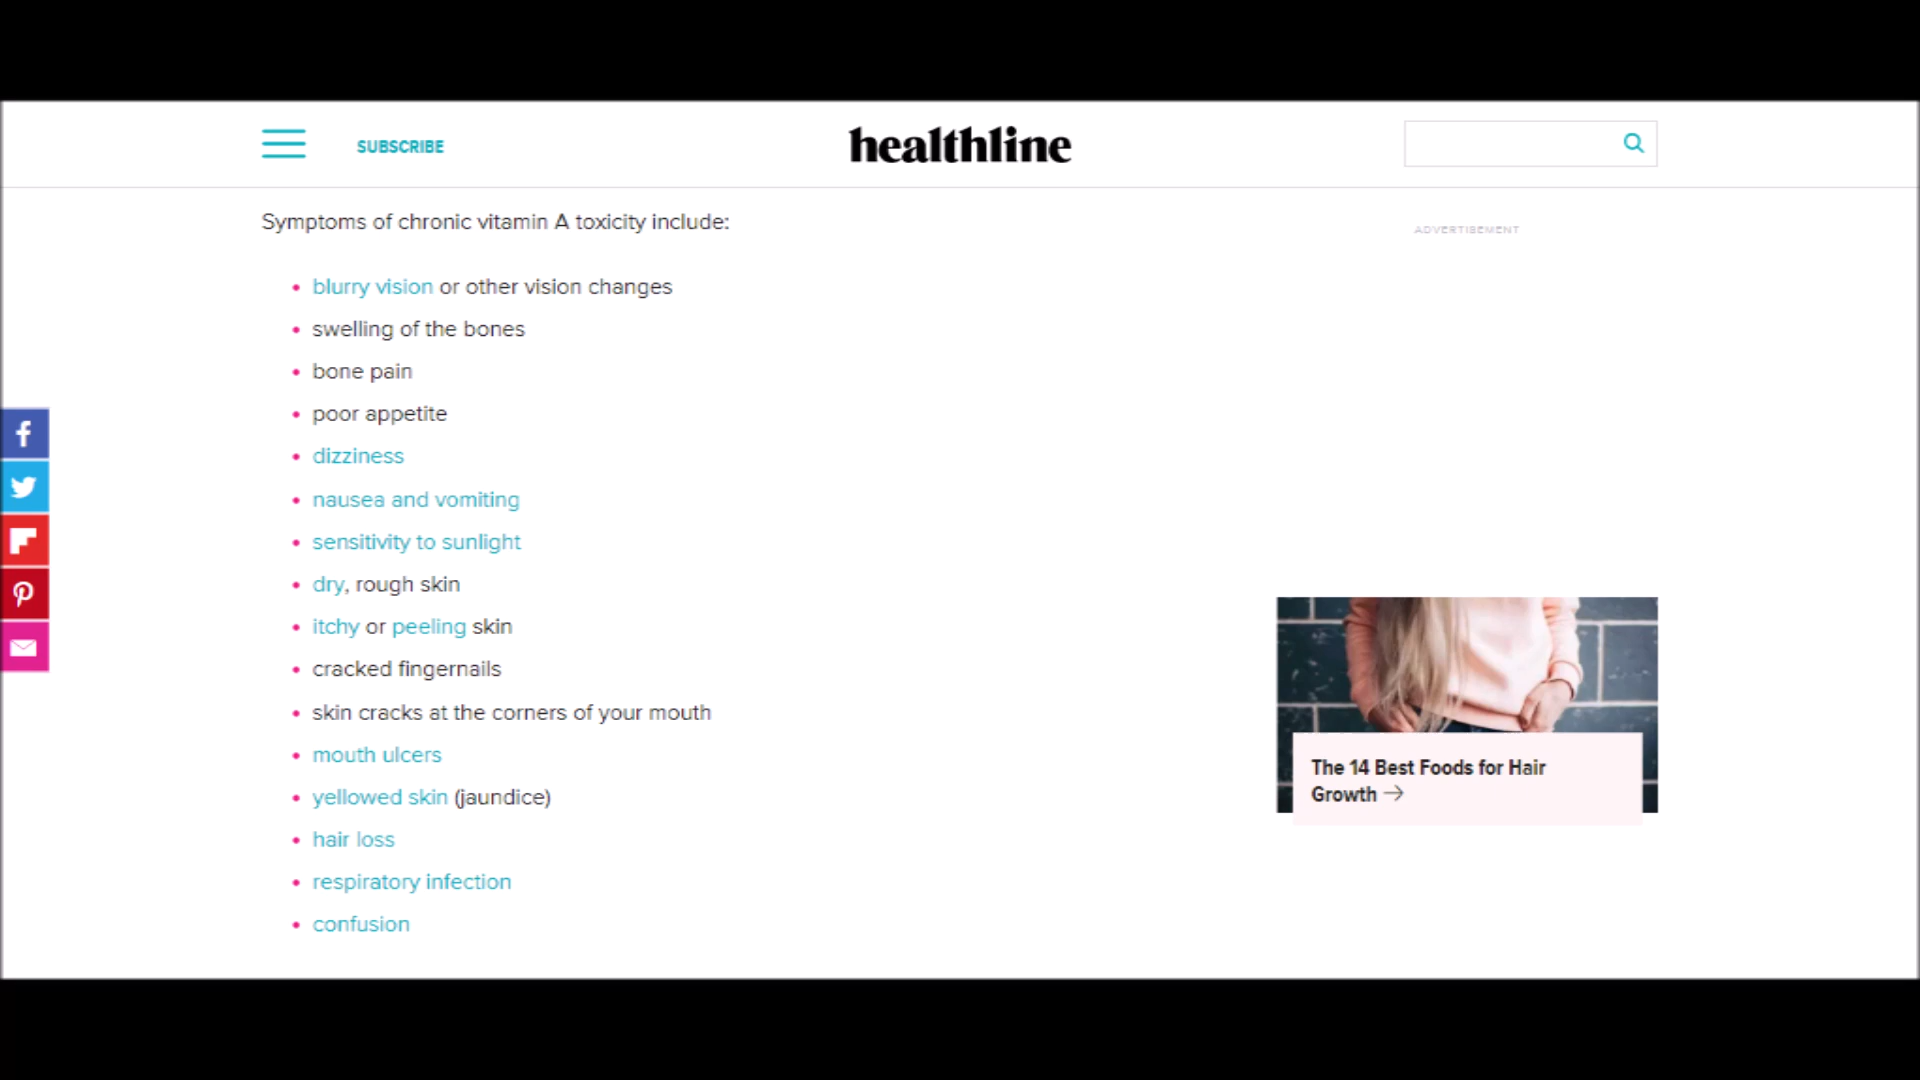 SUBSCRIBE
healthline
Symptoms of chronic vitamin A toxicity include:
ADVERTISEMENT
• blurry vision or other vision changes
• swelling of the bones
• bone pain
• poor appetite
• dizziness
• nausea and vomiting
• sensitivity to sunlight
• dry, rough skin
• itchy or peeling skin
• cracked fingernails
• skin cracks at the corners of your mouth
• mouth ulcers
• yellowed skin (jaundice)
• hair loss
• respiratory infection
• confusion
The 14 Best Foods for Hair
Growth →